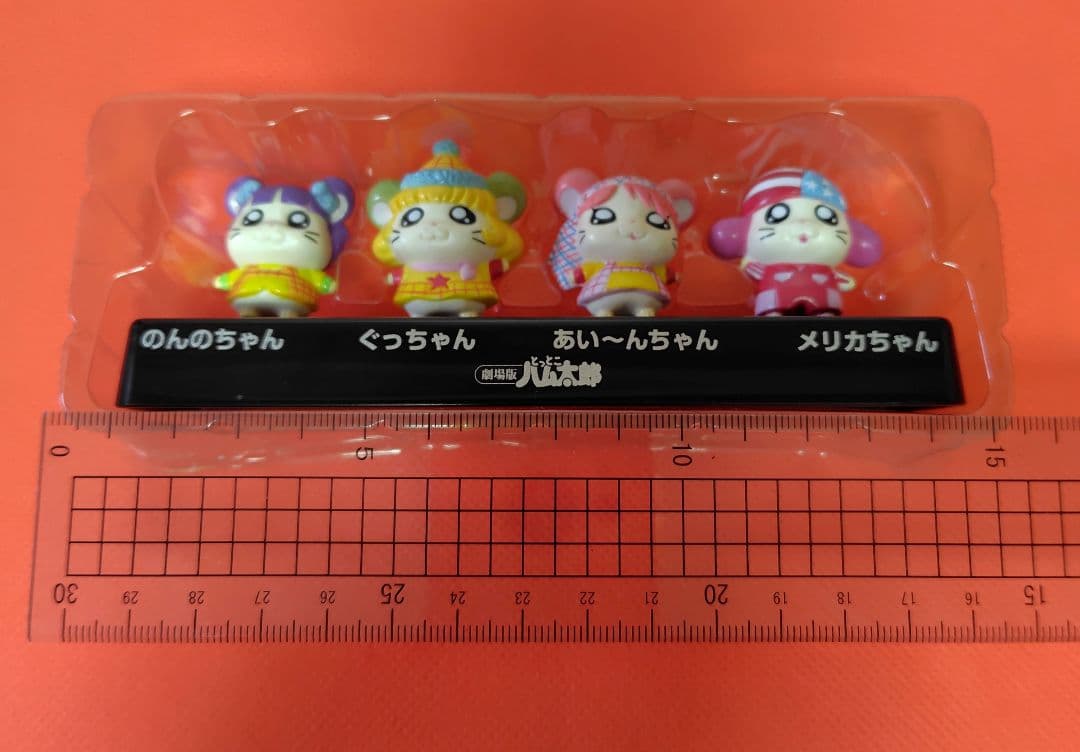 のんのちゃん ぐっちゃん あい〜んちゃん メリカちゃん
劇場版 とっとこ ハム太郎
0 5 10 15
30 29 28 27 26 25 24 23 22 21 20 19 18 17 16 15